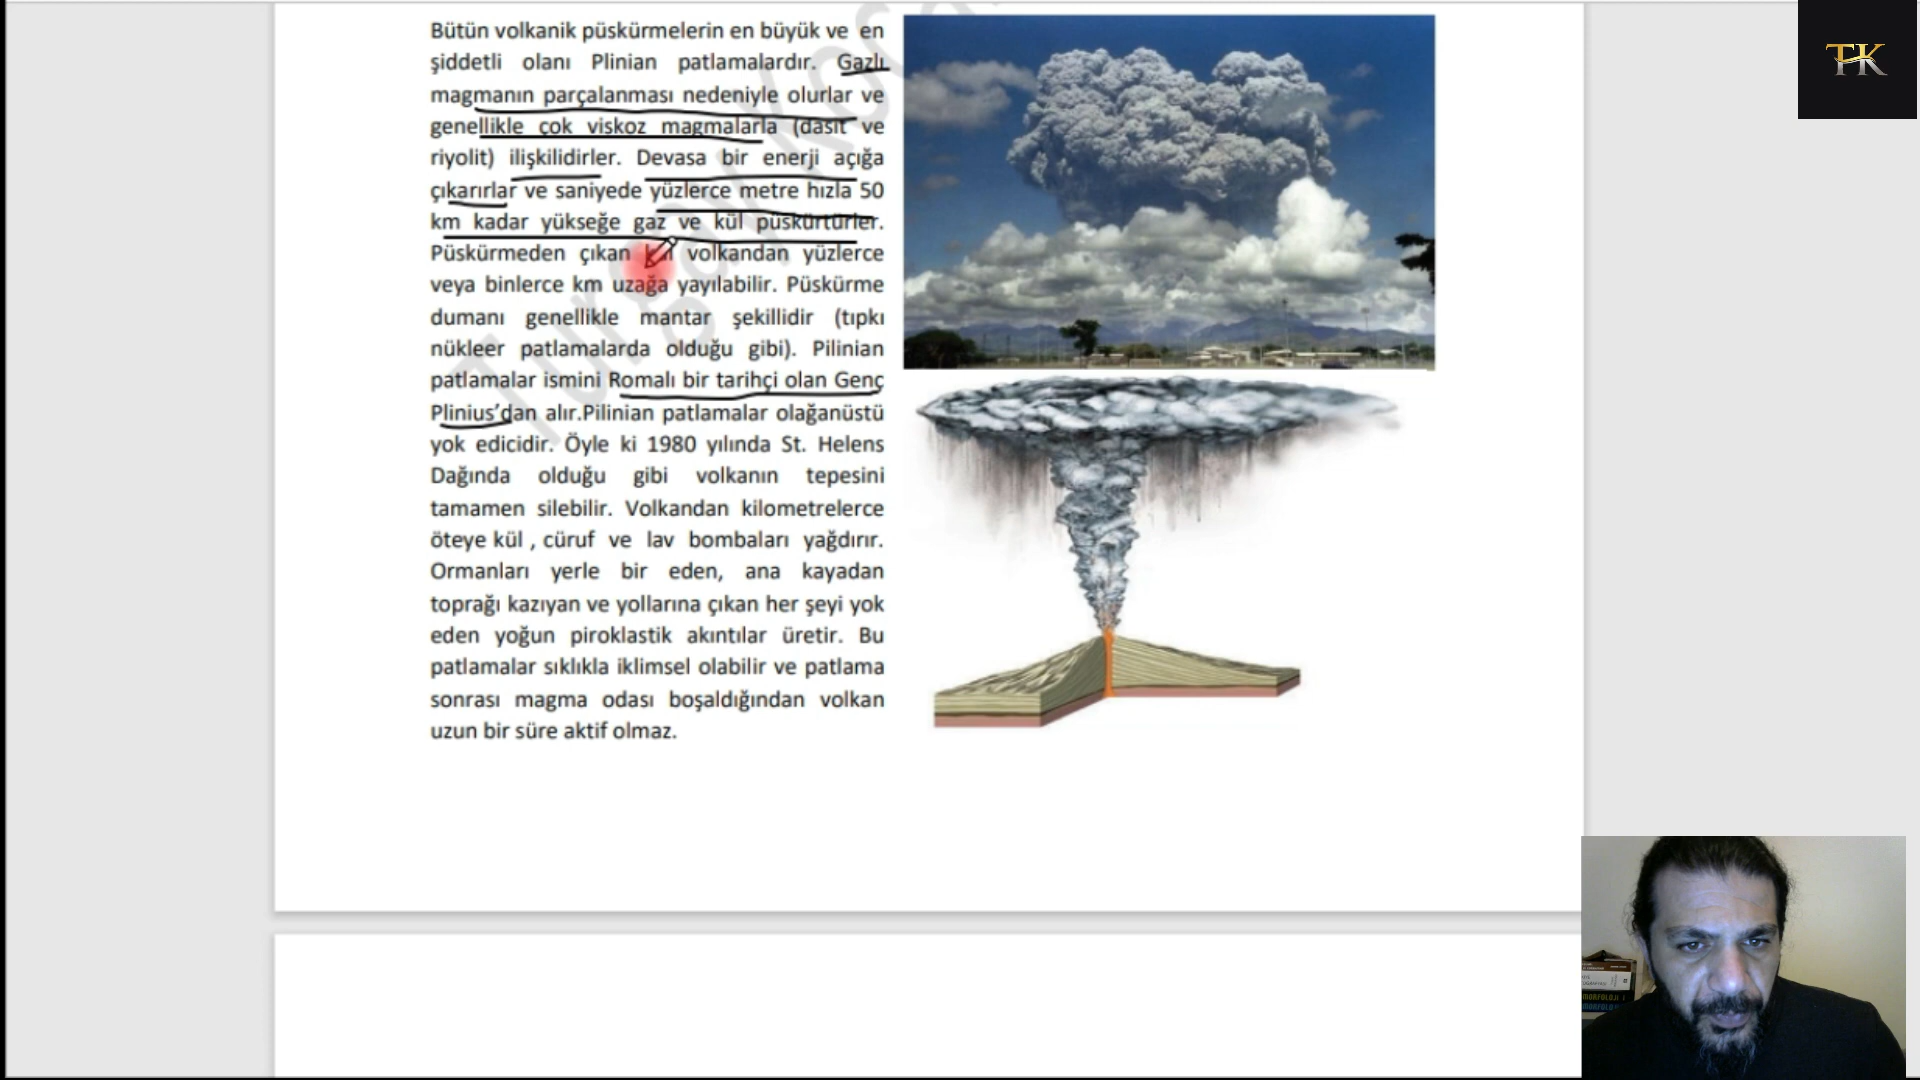 Bütün volkanik püskürmelerin en büyük ve en
şiddetli olanı Plinian patlamalardır. Gazlı
magmanın parçalanması nedeniyle olurlar ve
genellikle çok viskoz magmalarla (dasit ve
riyolit) ilişkilidirler. Devasa bir enerji açığa
çıkarırlar ve saniyede yüzlerce metre hızla 50
km kadar yükseğe gaz ve kül püskürtürler.
Püskürmeden çıkan volkandan yüzlerce
veya binlerce km uzağa yayılabilir. Püskürme
dumanı genellikle mantar şekillidir (tıpkı
nükleer patlamalarda olduğu gibi). Pilinian
patlamalar ismini Romalı bir tarihçi olan Genç
Plinius'dan alır.Pilinian patlamalar olağanüstü
yok edicidir. Öyle ki 1980 yılında St. Helens
Dağında olduğu gibi volkanın tepesini
tamamen silebilir. Volkandan kilometrelerce
öteye kül , cüruf ve lav bombaları yağdırır.
Ormanları yerle bir eden, ana kayadan
toprağı kazıyan ve yollarına çıkan her şeyi yok
eden yoğun piroklastik akıntılar üretir. Bu
patlamalar sıklıkla iklimsel olabilir ve patlama
sonrası magma odası boşaldığından volkan
uzun bir süre aktif olmaz.
TK